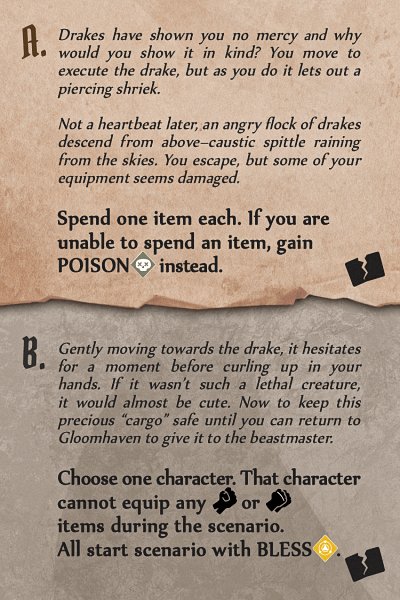 A. Drakes have shown you no mercy and why
would you show it in kind? You move to
execute the drake, but as you do it lets out a
piercing shriek.
Not a heartbeat later, an angry flock of drakes
descend from above–caustic spittle raining
from the skies. You escape, but some of your
equipment seems damaged.
Spend one item each. If you are
unable to spend an item, gain
POISON instead.
B. Gently moving towards the drake, it hesitates
for a moment before curling up in your
hands. If it wasn't such a lethal creature,
it would almost be cute. Now to keep this
precious “cargo” safe until you can return to
Gloomhaven to give it to the beastmaster.
Choose one character. That character
cannot equip any or
items during the scenario.
All start scenario with BLESS.